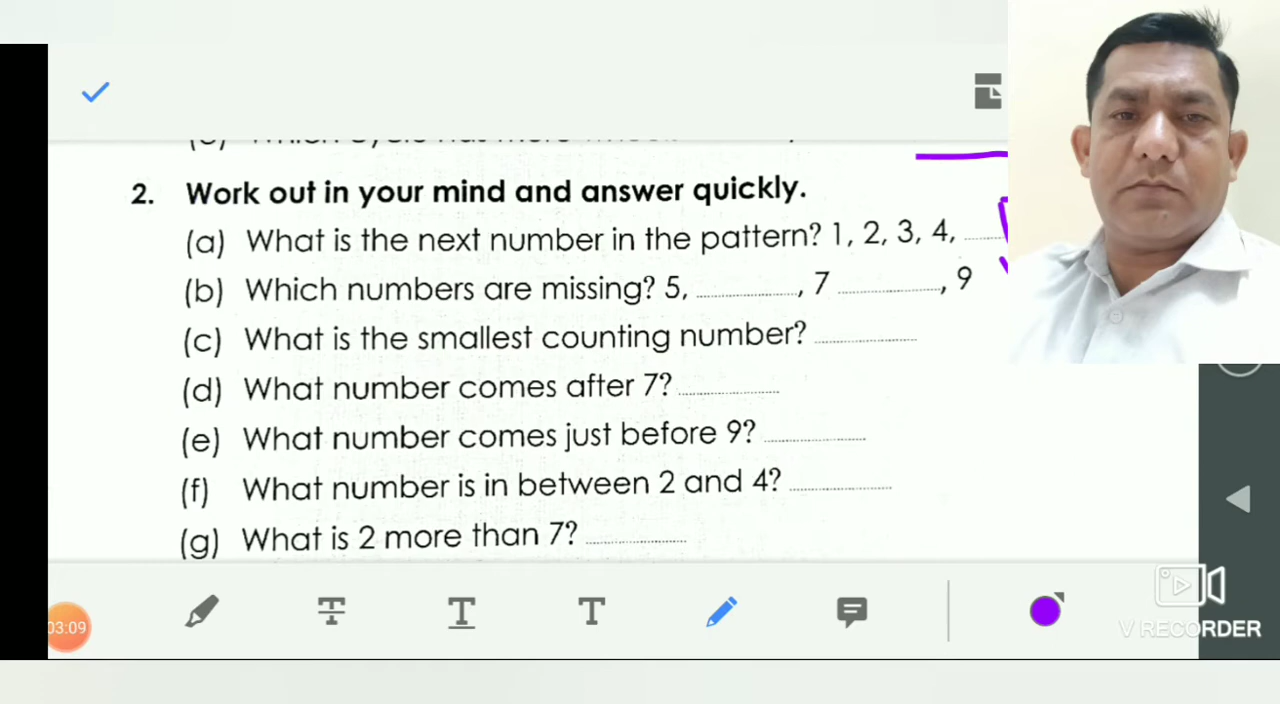 2. Work out in your mind and answer quickly.
(a) What is the next number in the pattern? 1, 2, 3, 4, ..........
(b) Which numbers are missing? 5, .................., 7 .................., 9
(c) What is the smallest counting number? ..................
(d) What number comes after 7? ..................
(e) What number comes just before 9? ..................
(f) What number is in between 2 and 4? ..................
(g) What is 2 more than 7? ..................
T T T
03:09
V RECORDER